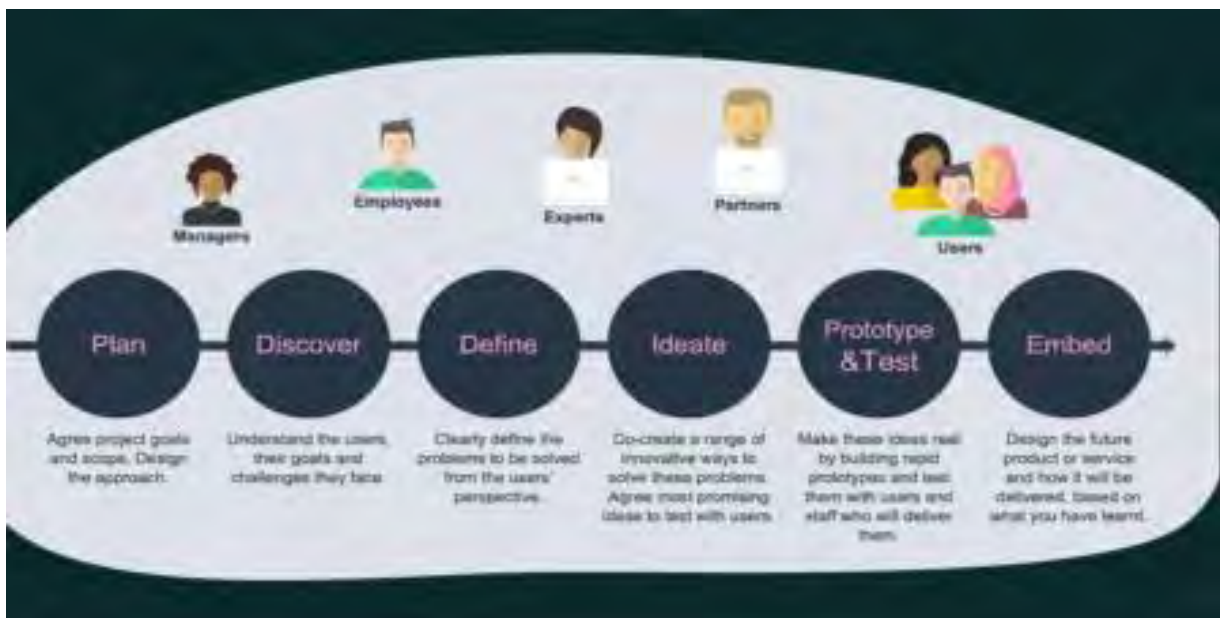 Managers
Employees
Experts
Partners
Users
Plan
Discover
Define
Ideate
Prototype
&Test
Embed
Agree project goals
and scope. Design
the approach.
Understand the users,
their goals and
challenges they face
Clearly define the
problems to be solved
from the users'
perspective.
Co-create a range of
innovative ways to
solve these problems.
Agree most promising
ideas to test with users
Make these ideas real
by building rapid
prototypes and test
them with users and
staff who will deliver
them.
Design the future
product or service
and how it will be
delivered, based on
what you have learnt.